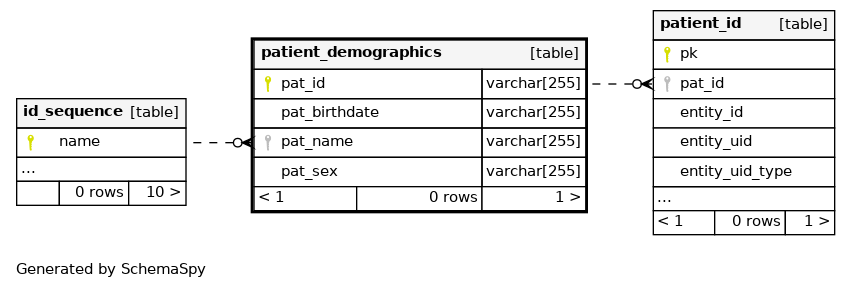 id_sequence [table]
name
...
0 rows 10 >
patient_demographics [table]
pat_id varchar[255]
pat_birthdate varchar[255]
pat_name varchar[255]
pat_sex varchar[255]
< 1 0 rows 1 >
patient_id [table]
pk
pat_id
entity_id
entity_uid
entity_uid_type
...
< 1 0 rows 1 >
Generated by SchemaSpy